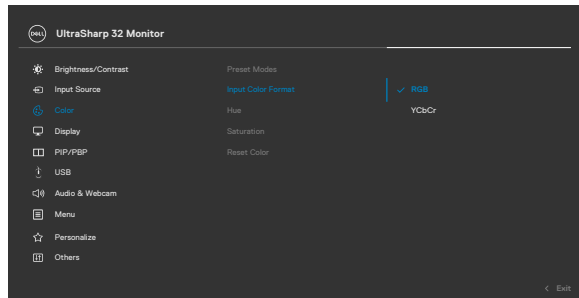 DELL UltraSharp 32 Monitor
Brightness/Contrast Preset Modes
Input Source Input Color Format RGB
Color Hue YCbCr
Display Saturation
PIP/PBP Reset Color
USB
Audio & Webcam
Menu
Personalize
Others
< Exit